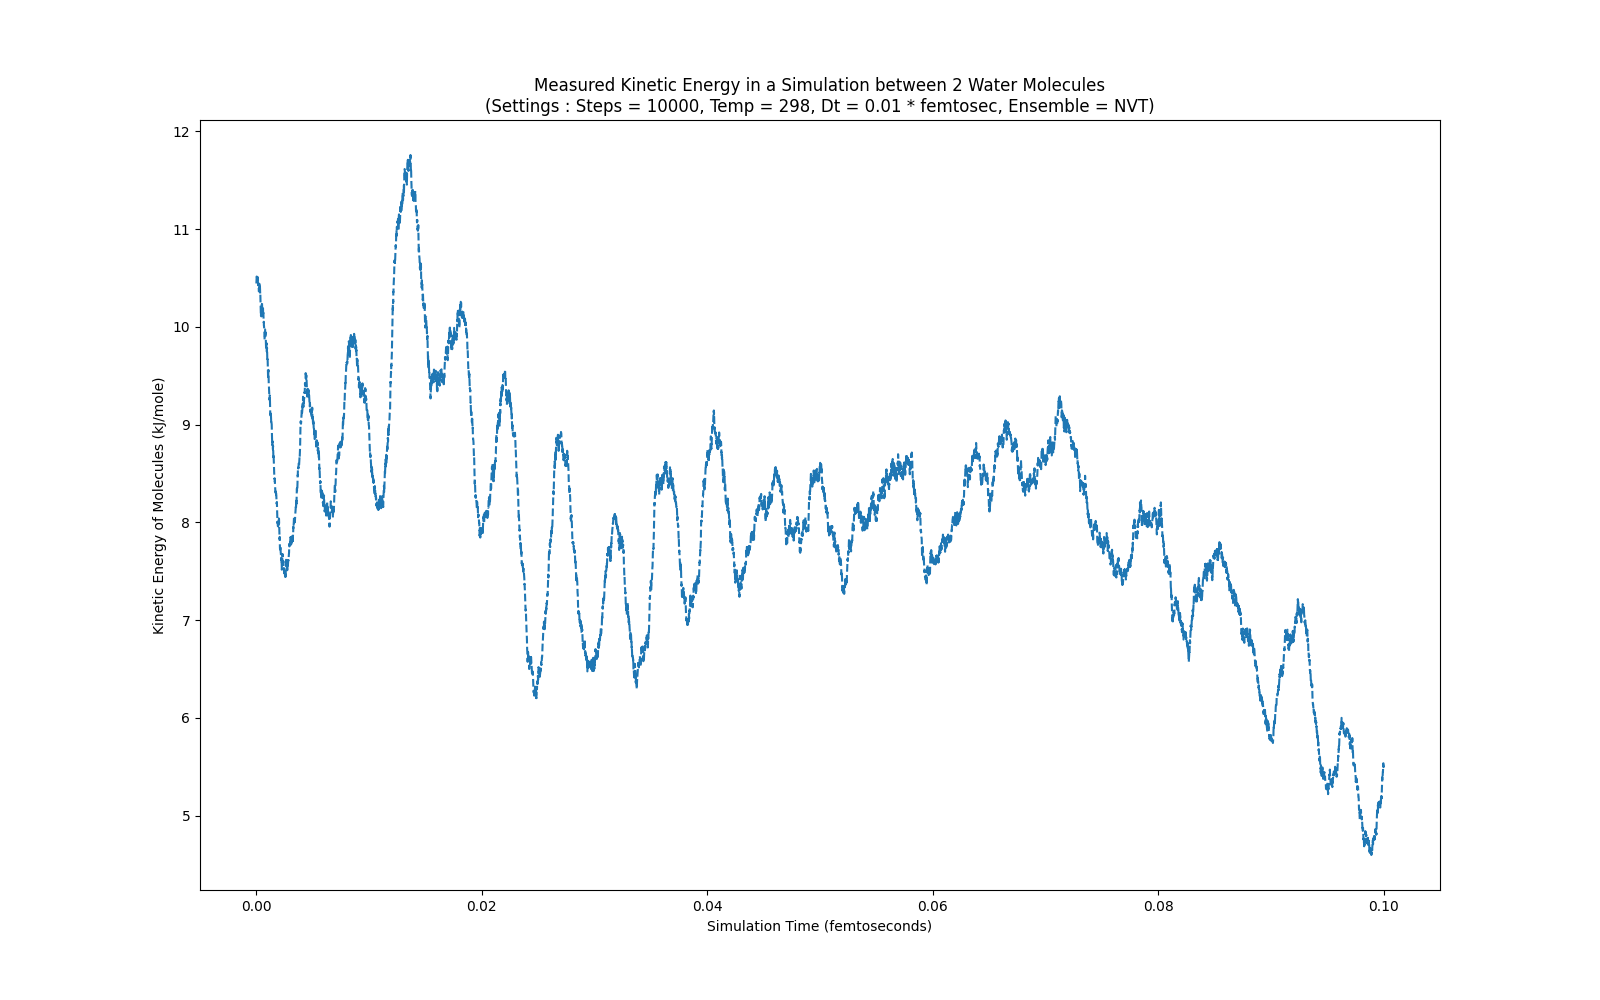 Measured Kinetic Energy in a Simulation between 2 Water Molecules
(Settings : Steps = 10000, Temp = 298, Dt = 0.01 * femtosec, Ensemble = NVT)
12
11
10
9
8
7
6
5
Kinetic Energy of Molecules (kJ/mole)
0.00 0.02 0.04 0.06 0.08 0.10
Simulation Time (femtoseconds)